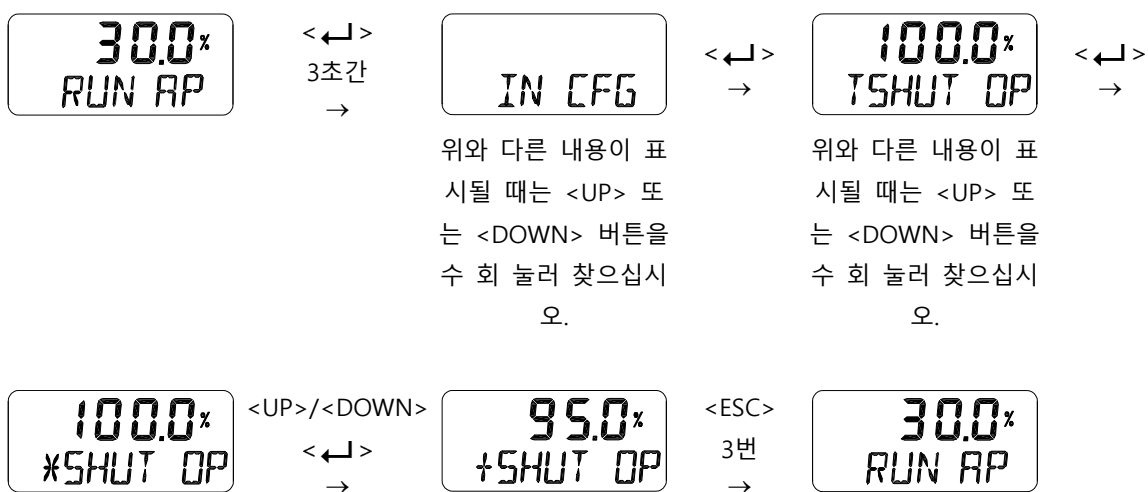 30.0%
RUN AP
<↵>
3초간
→
IN CFG
<↵>
→
100.0%
TSHUT OP
<↵>
→
위와 다른 내용이 표
시될 때는 <UP> 또
는 <DOWN> 버튼을
수 회 눌러 찾으십시
오.
위와 다른 내용이 표
시될 때는 <UP> 또
는 <DOWN> 버튼을
수 회 눌러 찾으십시
오.
100.0%
*SHUT OP
<UP>/<DOWN>
<↵>
→
95.0%
+SHUT OP
<ESC>
3번
→
30.0%
RUN AP